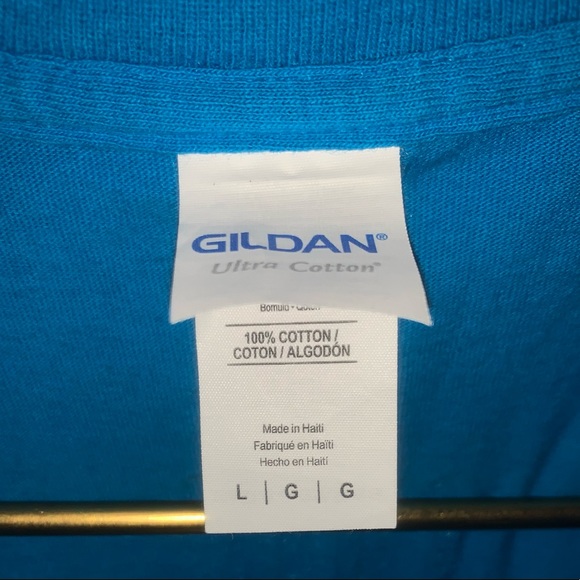 GILDAN®
Ultra Cotton®
100% COTTON /
COTON / ALGODÓN
Made in Haiti
Fabriqué en Haïti
Hecho en Haití
L | G | G